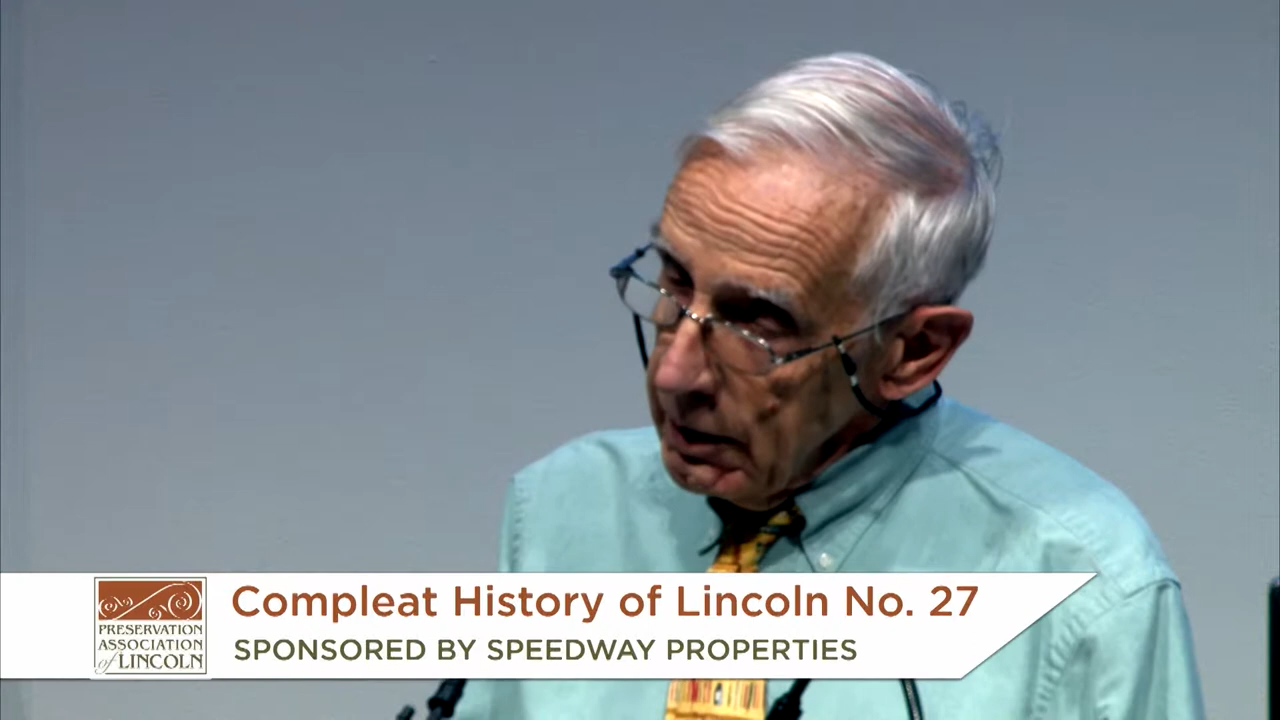 Compleat History of Lincoln No. 27
SPONSORED BY SPEEDWAY PROPERTIES
PRESERVATION
ASSOCIATION
of LINCOLN